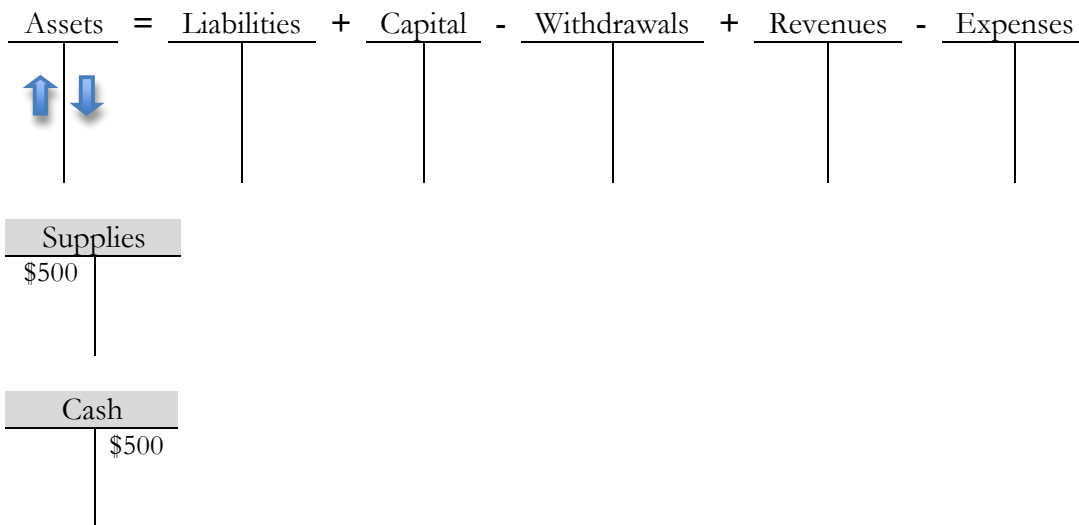 Assets = Liabilities + Capital - Withdrawals + Revenues - Expenses
Supplies
$500
Cash
$500